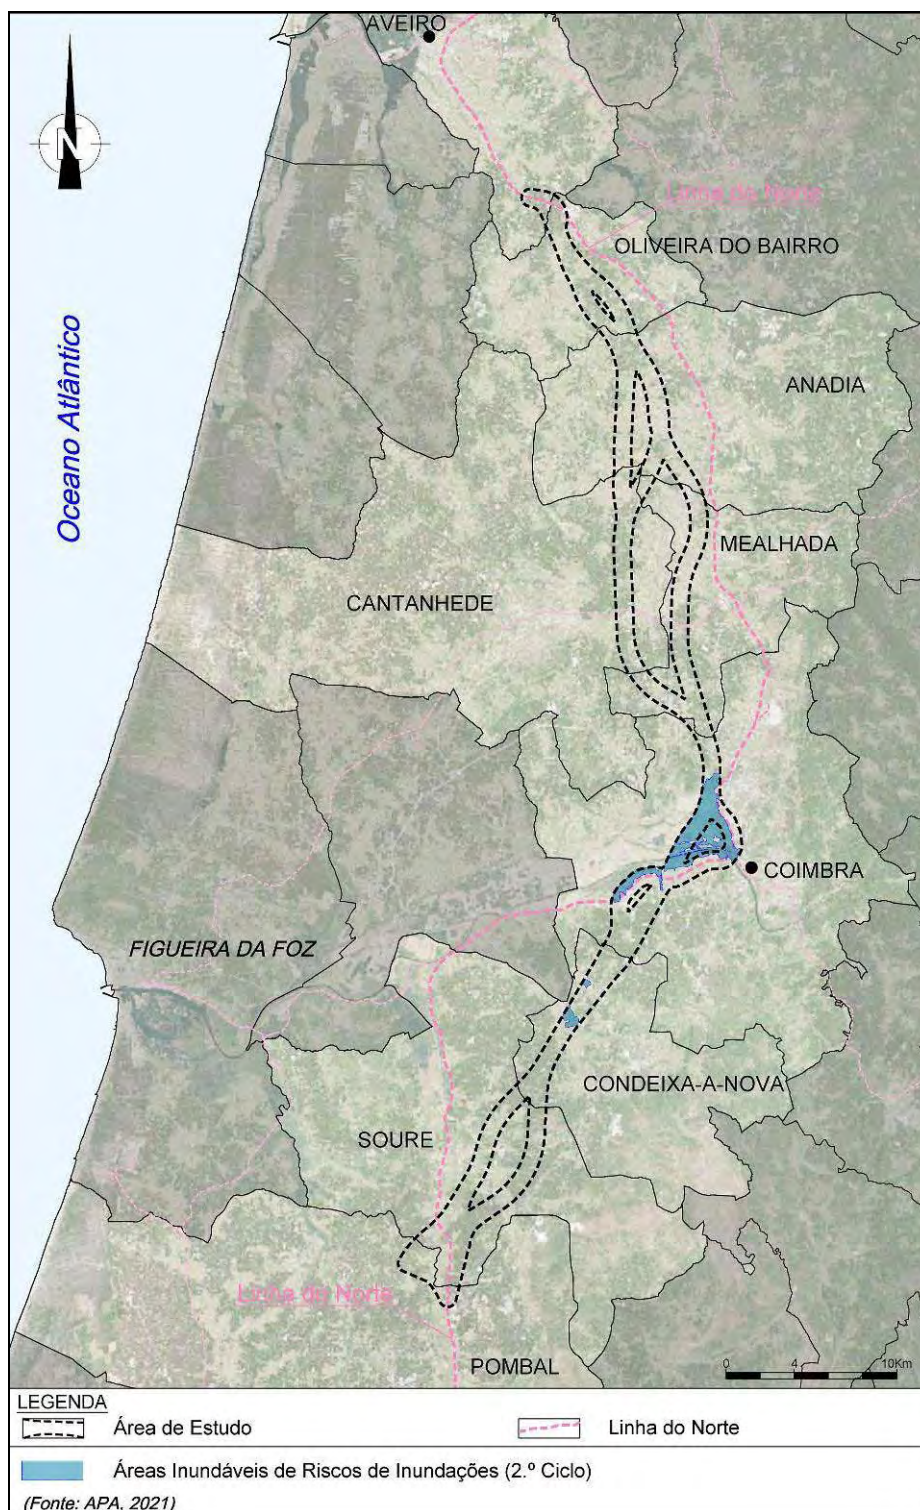 AVEIRO
N
Linha do Norte
OLIVEIRA DO BAIRRO
Oceano Atlântico
ANADIA
MEALHADA
CANTANHEDE
COIMBRA
FIGUEIRA DA FOZ
CONDEIXA-A-NOVA
SOURE
Linha do Norte
POMBAL
0 4 10Km
LEGENDA
Área de Estudo
Linha do Norte
Áreas Inundáveis de Riscos de Inundações (2.º Ciclo)
(Fonte: APA, 2021)